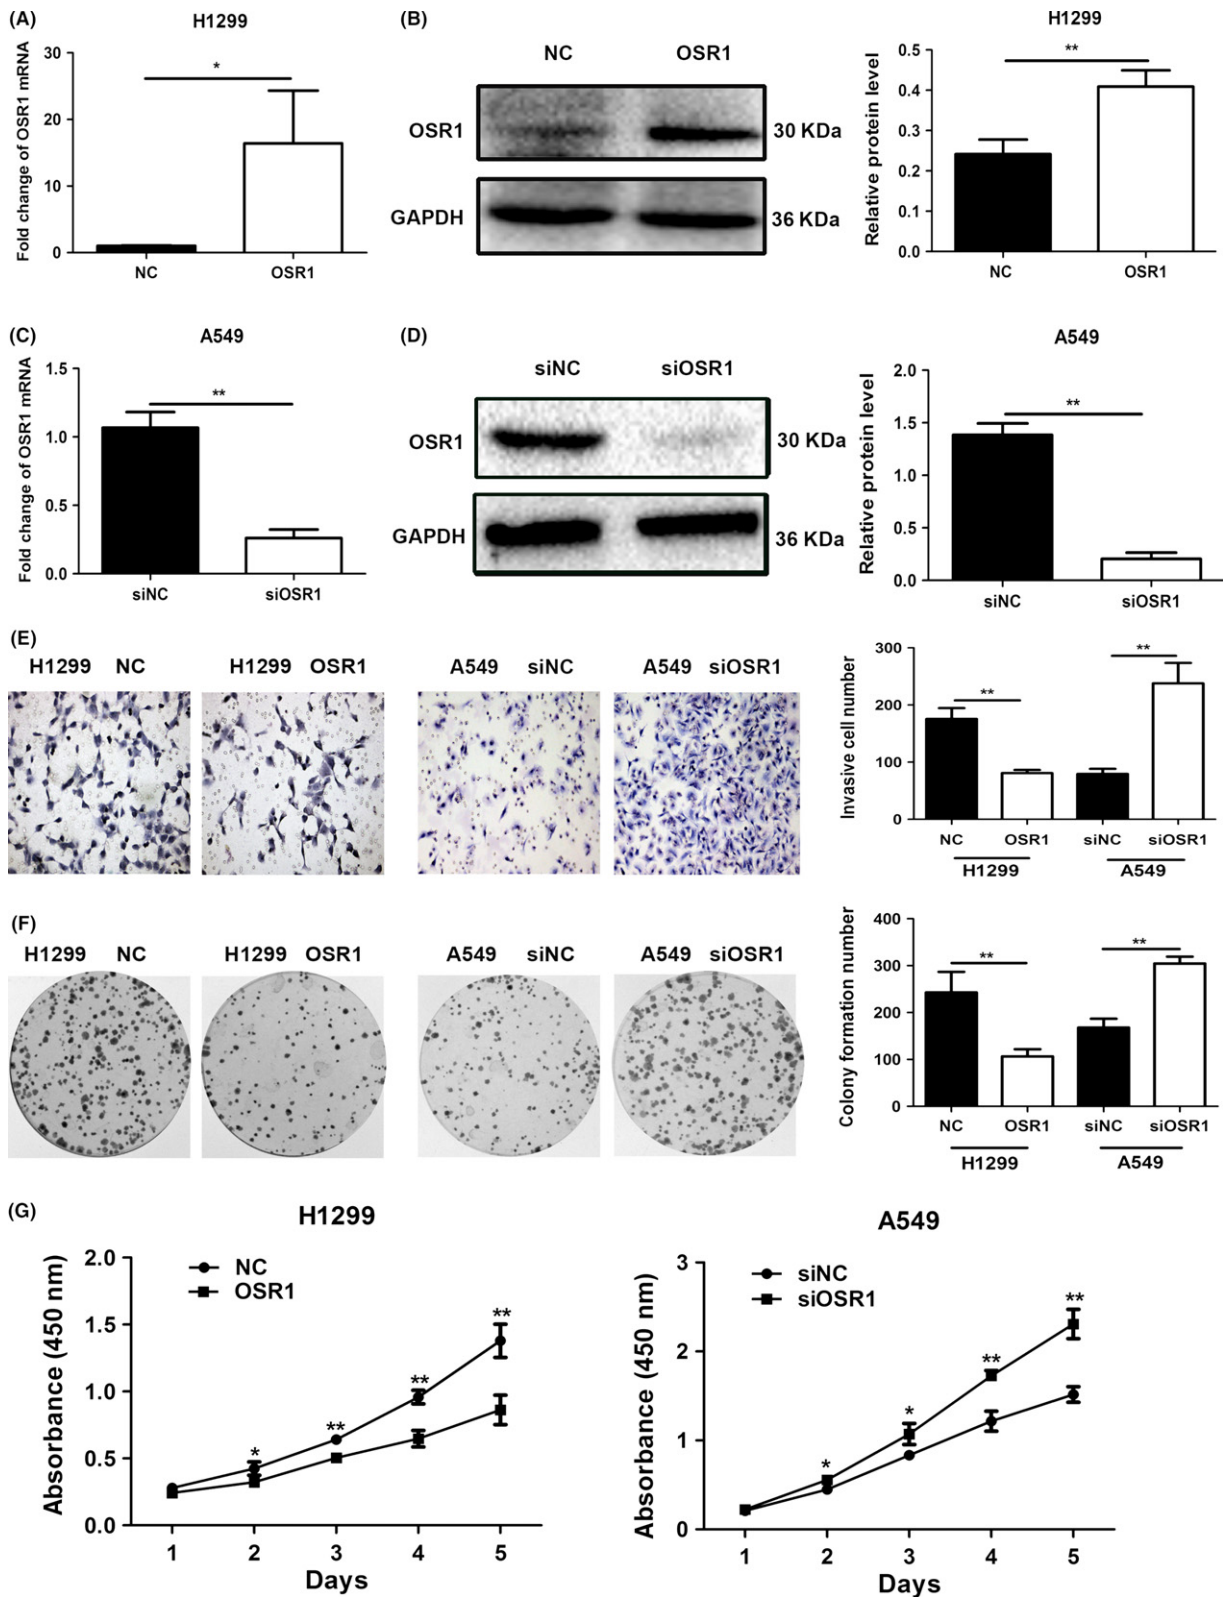 (A)
H1299
Fold change of OSR1 mRNA
30
20
10
0
*
NC
OSR1
(B)
NC
OSR1
OSR1
30 KDa
GAPDH
36 KDa
H1299
Relative protein level
0.5
0.4
0.3
0.2
0.1
0.0
**
NC
OSR1
(C)
A549
Fold change of OSR1 mRNA
1.5
1.0
0.5
0.0
**
siNC
siOSR1
(D)
siNC
siOSR1
OSR1
30 KDa
GAPDH
36 KDa
A549
Relative protein level
2.0
1.5
1.0
0.5
0.0
**
siNC
siOSR1
(E)
H1299 NC
H1299 OSR1
A549 siNC
A549 siOSR1
Invasive cell number
300
200
100
0
**
**
NC
OSR1
siNC
siOSR1
H1299
A549
(F)
H1299 NC
H1299 OSR1
A549 siNC
A549 siOSR1
Colony formation number
400
300
200
100
0
**
**
NC
OSR1
siNC
siOSR1
H1299
A549
(G)
H1299
Absorbance (450 nm)
2.0
1.5
1.0
0.5
0.0
NC
OSR1
*
**
**
**
1 2 3 4 5
Days
A549
Absorbance (450 nm)
3
2
1
0
siNC
siOSR1
*
*
**
**
1 2 3 4 5
Days